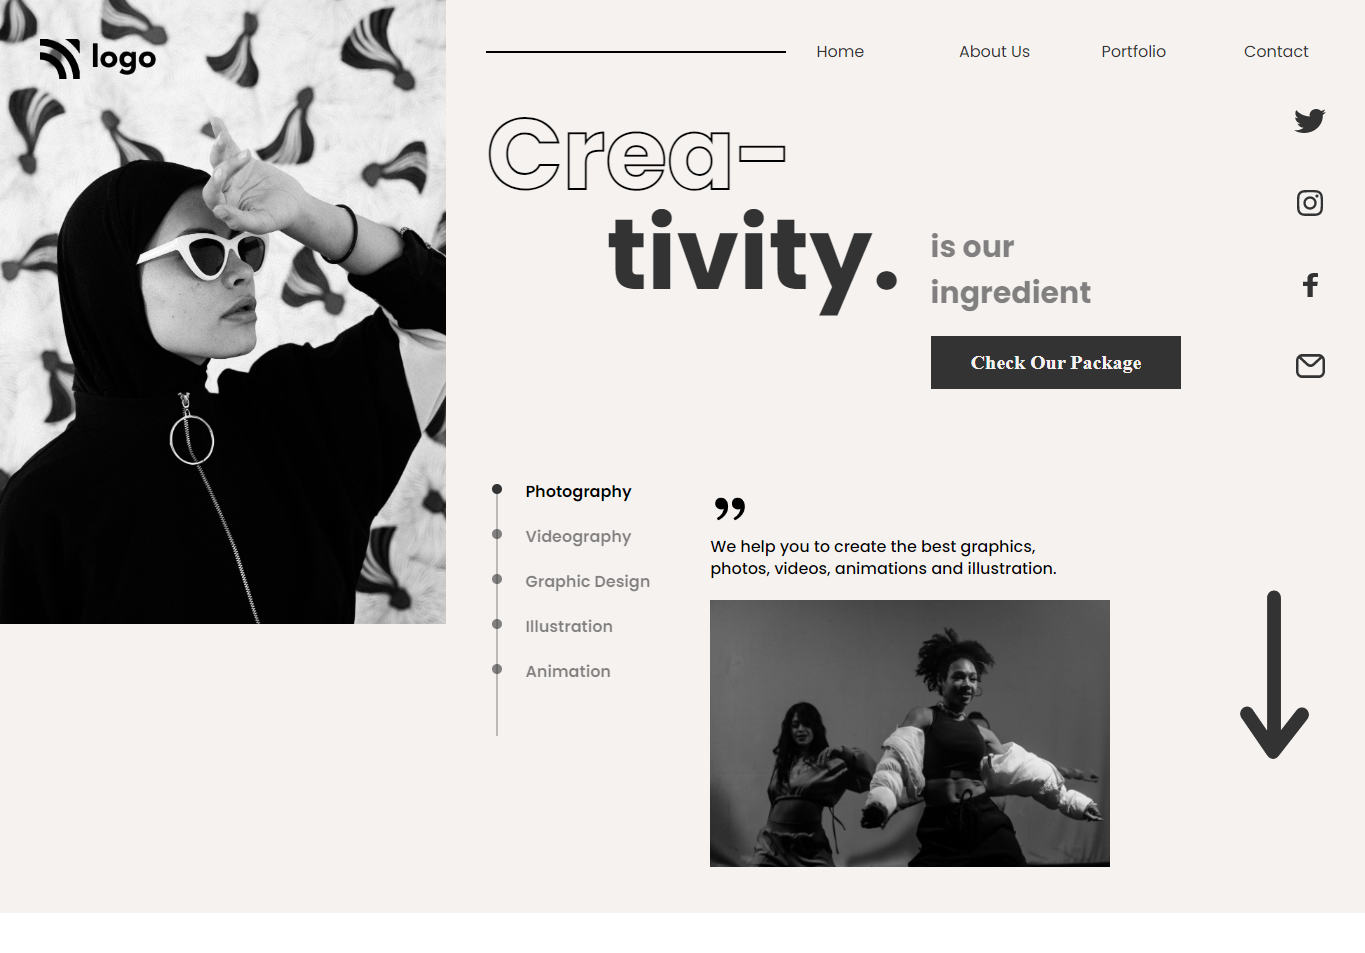 logo
Home
About Us
Portfolio
Contact
Crea-
tivity.
is our
ingredient
Check Our Package
Photography
Videography
Graphic Design
Illustration
Animation
”
We help you to create the best graphics,
photos, videos, animations and illustration.